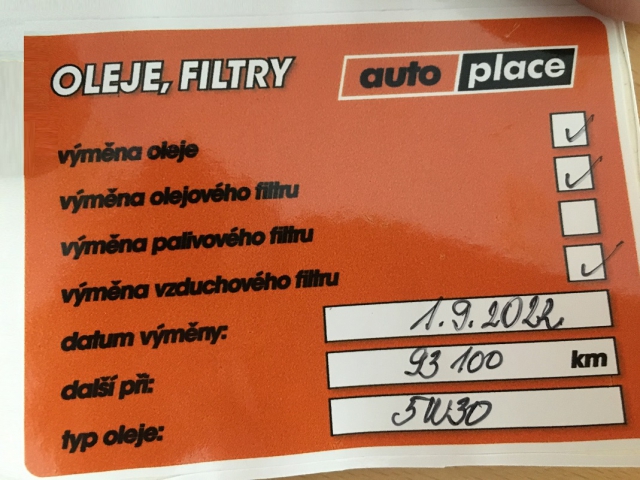 OLEJE, FILTRY
auto place
výměna oleje
výměna olejového filtru
výměna palivového filtru
výměna vzduchového filtru
datum výměny: 1.9.2022
další při: 93 100 km
typ oleje: 5W30